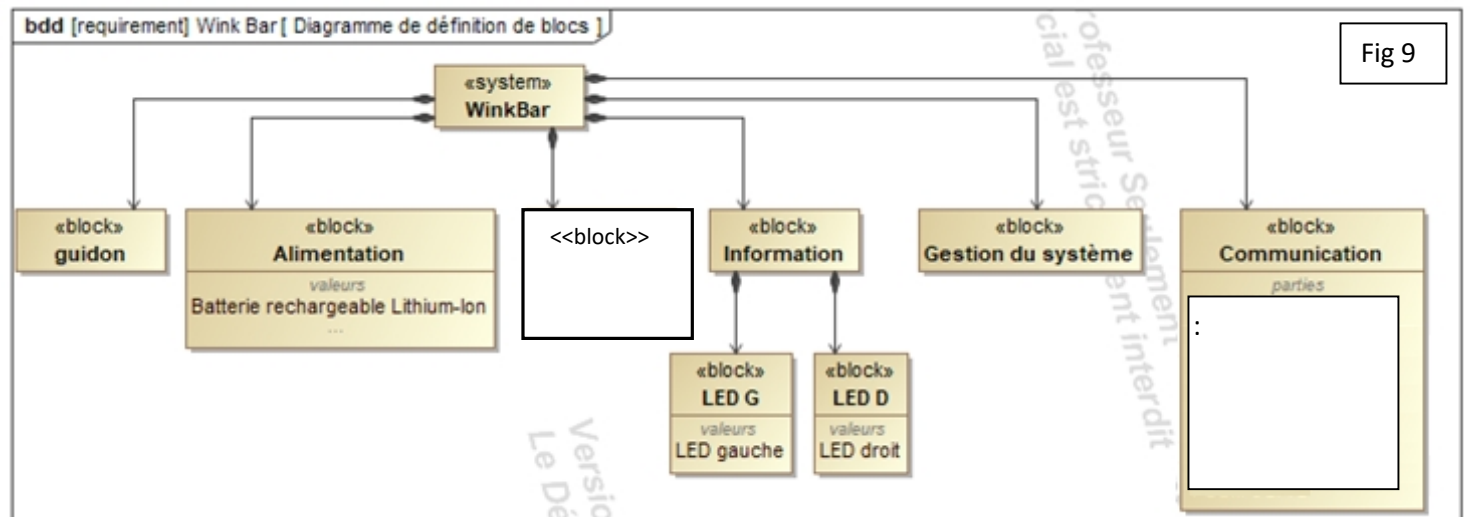 bdd [requirement] Wink Bar [ Diagramme de définition de blocs ]
Fig 9
«system»
WinkBar
«block»
guidon
«block»
Alimentation
valeurs
Batterie rechargeable Lithium-Ion
...
<<block>>
«block»
Information
«block»
Gestion du système
«block»
Communication
parties
:
«block»
LED G
valeurs
LED gauche
«block»
LED D
valeurs
LED droit